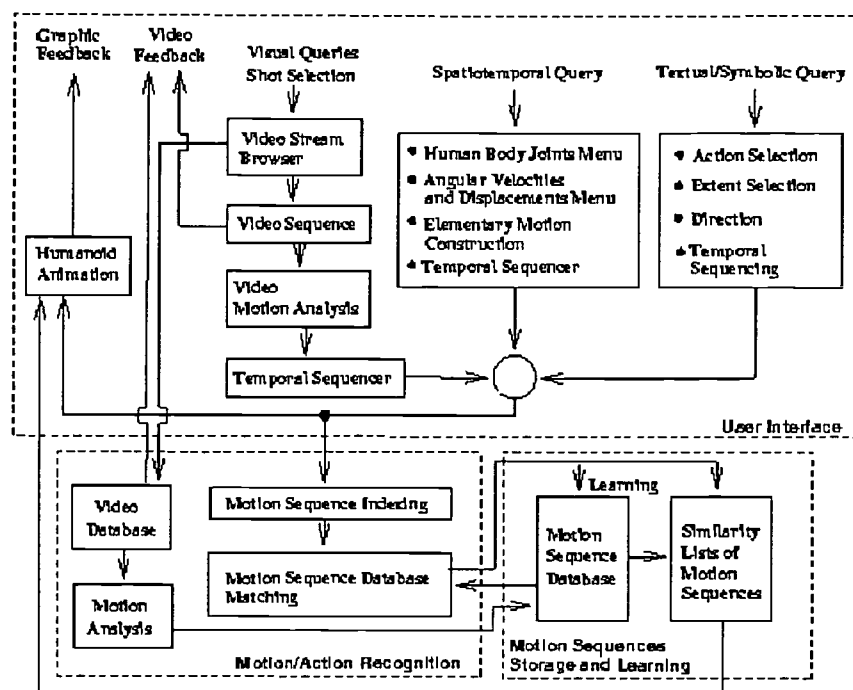 Graphic
Feedback
Video
Feedback
Visual Queries
Shot Selection
Spatiotemporal Query
Textual/Symbolic Query
Video Stream
Browser
Human Body Joints Menu
Angular Velocities
and Displacements Menu
Elementary Motion
Construction
Temporal Sequencer
Action Selection
Extent Selection
Direction
Temporal
Sequencing
Video Sequence
Humanoid
Animation
Video
Motion Analysis
Temporal Sequencer
User Interface
Video
Database
Motion Sequence Indexing
Learning
Motion
Sequence
Database
Similarity
Lists of
Motion
Sequences
Motion Sequence Database
Matching
Motion
Analysis
Motion/Action Recognition
Motion Sequences
Storage and Learning